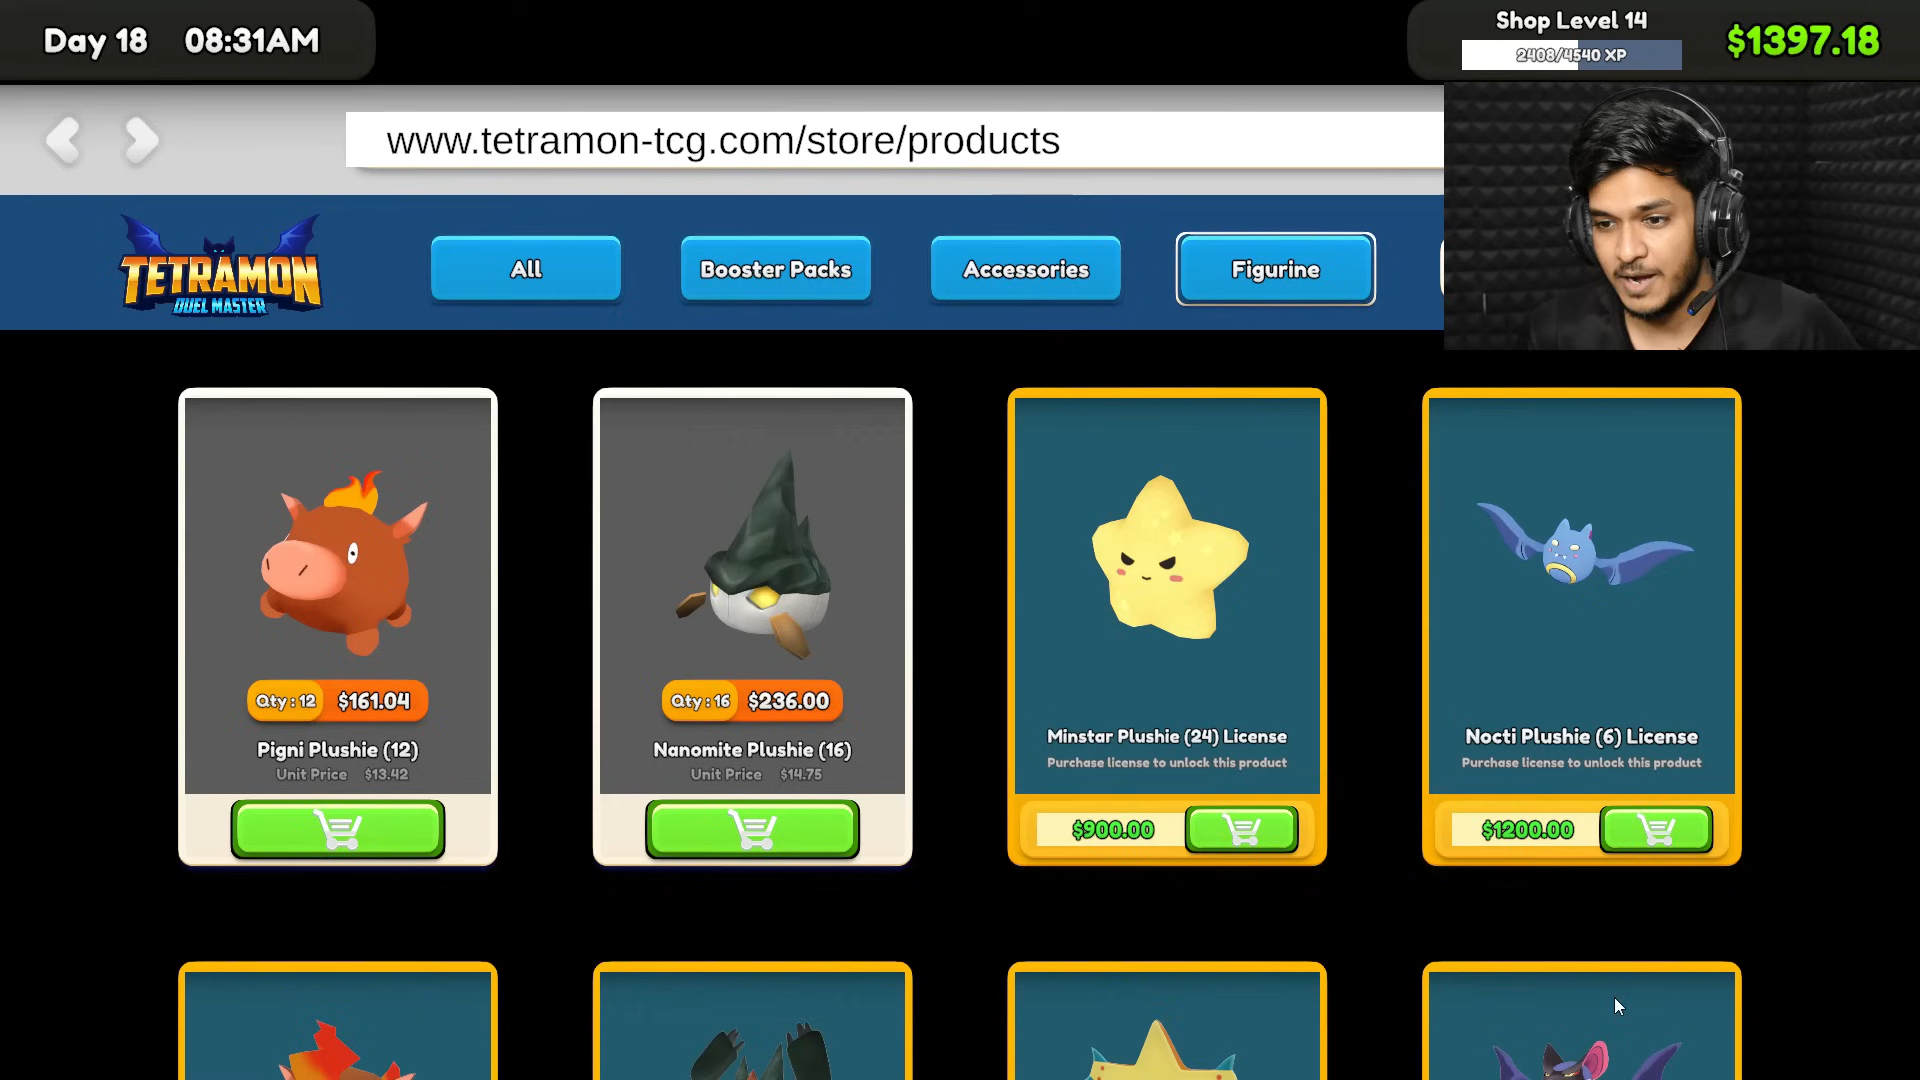 Day 18 08:31AM
Shop Level 14
2408/4540 XP
$1397.18
www.tetramon-tcg.com/store/products
TETRAMON
DUEL MASTER
All
Booster Packs
Accessories
Figurine
Qty : 12 $161.04
Pigni Plushie (12)
Unit Price $13.42
Qty : 16 $236.00
Nanomite Plushie (16)
Unit Price $14.75
Minstar Plushie (24) License
Purchase license to unlock this product
$900.00
Nocti Plushie (6) License
Purchase license to unlock this product
$1200.00